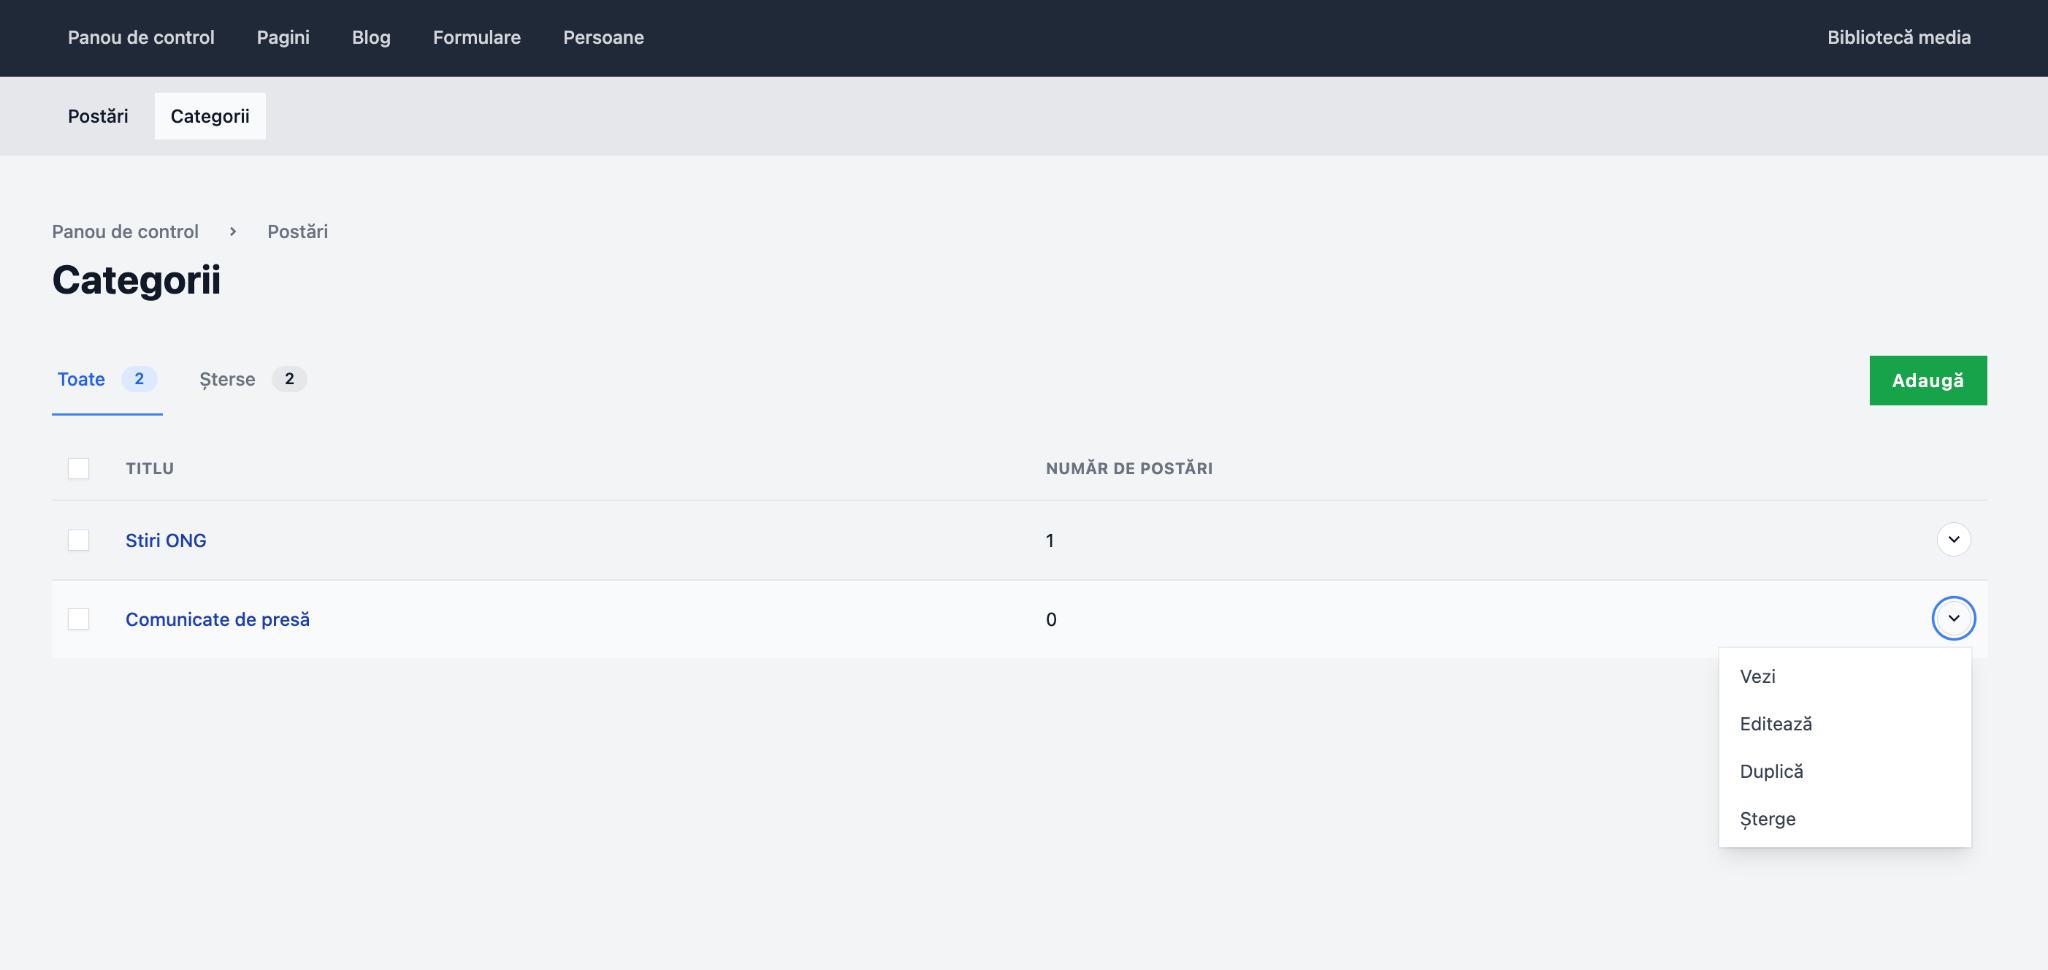 Panou de control Pagini Blog Formulare Persoane Bibliotecă media
Postări Categorii
Panou de control > Postări
Categorii
Toate 2 Șterse 2 Adaugă
TITLU NUMĂR DE POSTĂRI
Stiri ONG 1
Comunicate de presă 0
Vezi
Editează
Duplică
Șterge